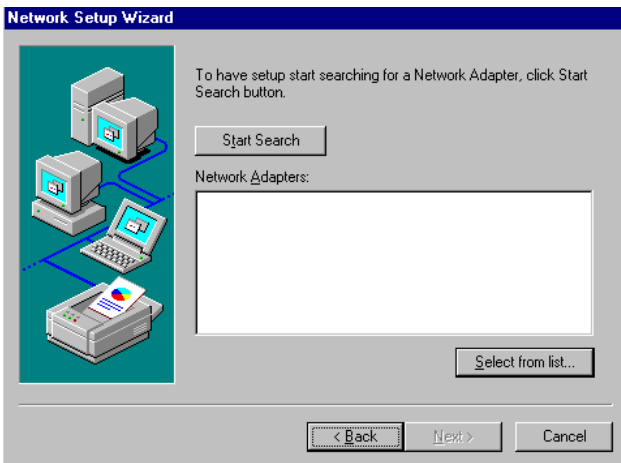 Network Setup Wizard
To have setup start searching for a Network Adapter, click Start
Search button.
Start Search
Network Adapters:
Select from list...
< Back
Next >
Cancel